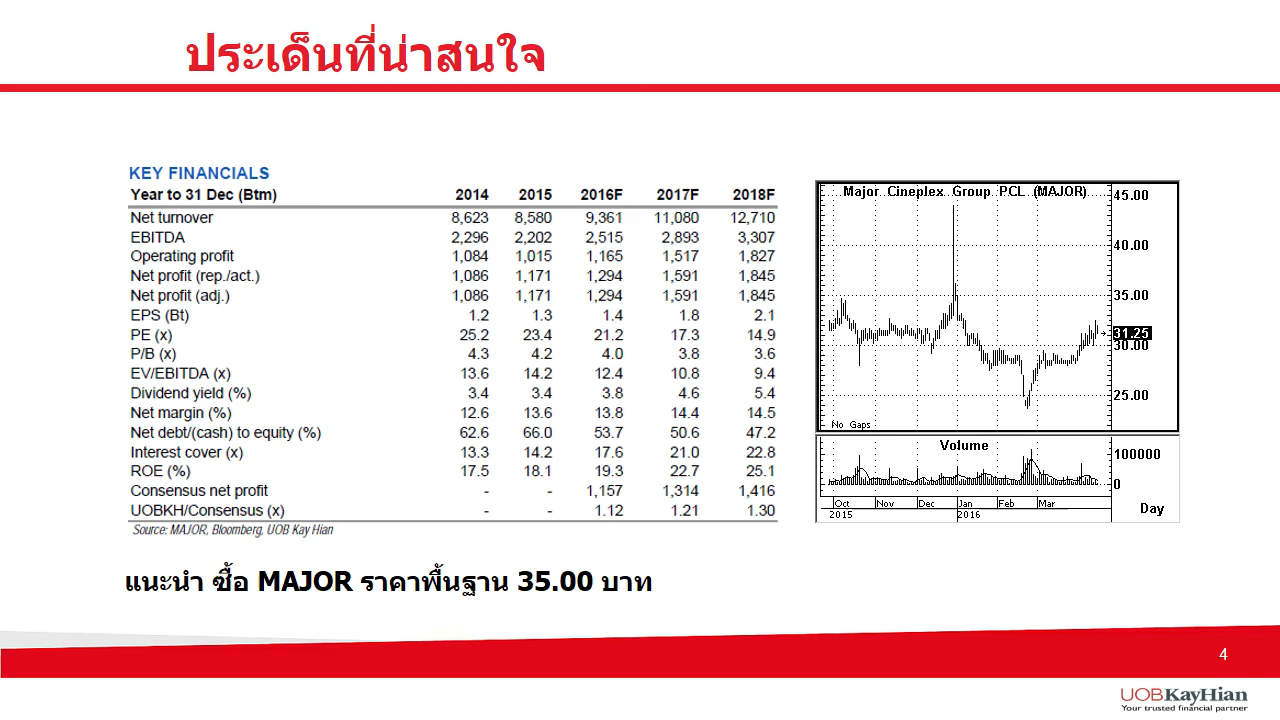 ประเด็นที่น่าสนใจ
KEY FINANCIALS
Year to 31 Dec (Btm) 2014 2015 2016F 2017F 2018F
Net turnover 8,623 8,580 9,361 11,080 12,710
EBITDA 2,296 2,202 2,515 2,893 3,307
Operating profit 1,084 1,015 1,165 1,517 1,827
Net profit (rep./act.) 1,086 1,171 1,294 1,591 1,845
Net profit (adj.) 1,086 1,171 1,294 1,591 1,845
EPS (Bt) 1.2 1.3 1.4 1.8 2.1
PE (x) 25.2 23.4 21.2 17.3 14.9
P/B (x) 4.3 4.2 4.0 3.8 3.6
EV/EBITDA (x) 13.6 14.2 12.4 10.8 9.4
Dividend yield (%) 3.4 3.4 3.8 4.6 5.4
Net margin (%) 12.6 13.6 13.8 14.4 14.5
Net debt/(cash) to equity (%) 62.6 66.0 53.7 50.6 47.2
Interest cover (x) 13.3 14.2 17.6 21.0 22.8
ROE (%) 17.5 18.1 19.3 22.7 25.1
Consensus net profit - - 1,157 1,314 1,416
UOBKH/Consensus (x) - - 1.12 1.21 1.30
Source: MAJOR, Bloomberg, UOB Kay Hian
Major Cineplex Group PCL (MAJOR)
45.00
40.00
35.00
31.25
30.00
25.00
No Gaps
Volume
100000
0
Oct Nov Dec Jan Feb Mar
2015 2016
Day
แนะนำ ซื้อ MAJOR ราคาพื้นฐาน 35.00 บาท
4
UOBKayHian
Your trusted financial partner